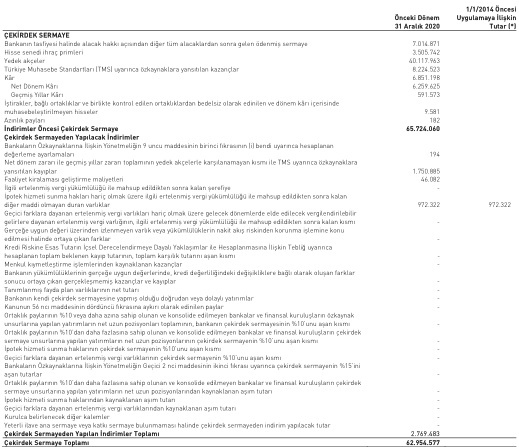 1/1/2014 Öncesi
Önceki Dönem Uygulamaya İlişkin
31 Aralık 2020 Tutar (*)
ÇEKİRDEK SERMAYE
Bankanın tasfiyesi halinde alacak hakkı açısından diğer tüm alacaklardan sonra gelen ödenmiş sermaye 7.014.871
Hisse senedi ihraç primleri 3.505.742
Yedek akçeler 40.117.963
Türkiye Muhasebe Standartları (TMS) uyarınca özkaynaklara yansıtılan kazançlar 8.224.523
Kâr 6.851.198
Net Dönem Kârı 6.259.625
Geçmiş Yıllar Kârı 591.573
İştirakler, bağlı ortaklıklar ve birlikte kontrol edilen ortaklıklardan bedelsiz olarak edinilen ve dönem kârı içerisinde
muhasebeleştirilmeyen hisseler 9.581
Azınlık payları 182
İndirimler Öncesi Çekirdek Sermaye 65.724.060
Çekirdek Sermayeden Yapılacak İndirimler
Bankaların Özkaynaklarına İlişkin Yönetmeliğin 9 uncu maddesinin birinci fıkrasının (i) bendi uyarınca hesaplanan
değerleme ayarlamaları 194
Net dönem zararı ile geçmiş yıllar zararı toplamının yedek akçelerle karşılanamayan kısmı ile TMS uyarınca özkaynaklara
yansıtılan kayıplar 1.750.885
Faaliyet kiralaması geliştirme maliyetleri 46.082
İlgili ertelenmiş vergi yükümlülüğü ile mahsup edildikten sonra kalan şerefiye -
İpotek hizmeti sunma hakları hariç olmak üzere ilgili ertelenmiş vergi yükümlülüğü ile mahsup edildikten sonra kalan
diğer maddi olmayan duran varlıklar 972.322 972.322
Geçici farklara dayanan ertelenmiş vergi varlıkları hariç olmak üzere gelecek dönemlerde elde edilecek vergilendirilebilir
gelirlere dayanan ertelenmiş vergi varlığının, ilgili ertelenmiş vergi yükümlülüğü ile mahsup edildikten sonra kalan kısmı -
Gerçeğe uygun değeri üzerinden izlenmeyen varlık veya yükümlülüklerin nakit akış riskinden korunma işlemine konu
edilmesi halinde ortaya çıkan farklar -
Kredi Riskine Esas Tutarın İçsel Derecelendirmeye Dayalı Yaklaşımlar ile Hesaplanmasına İlişkin Tebliğ uyarınca
hesaplanan toplam beklenen kayıp tutarının, toplam karşılık tutarını aşan kısmı -
Menkul kıymetleştirme işlemlerinden kaynaklanan kazançlar -
Bankanın yükümlülüklerinin gerçeğe uygun değerlerinde, kredi değerliliğindeki değişikliklere bağlı olarak oluşan farklar
sonucu ortaya çıkan gerçekleşmemiş kazançlar ve kayıplar -
Tanımlanmış fayda plan varlıklarının net tutarı -
Bankanın kendi çekirdek sermayesine yapmış olduğu doğrudan veya dolaylı yatırımlar -
Kanunun 56 ncı maddesinin dördüncü fıkrasına aykırı olarak edinilen paylar -
Ortaklık paylarının %10 veya daha azına sahip olunan ve konsolide edilmeyen bankalar ve finansal kuruluşların özkaynak
unsurlarına yapılan yatırımların net uzun pozisyonları toplamının, bankanın çekirdek sermayesinin %10'unu aşan kısmı -
Ortaklık paylarının %10'dan daha fazlasına sahip olunan ve konsolide edilmeyen bankalar ve finansal kuruluşların çekirdek
sermaye unsurlarına yapılan yatırımların net uzun pozisyonlarının çekirdek sermayenin %10'unu aşan kısmı -
İpotek hizmeti sunma haklarının çekirdek sermayenin %10'unu aşan kısmı -
Geçici farklara dayanan ertelenmiş vergi varlıklarının çekirdek sermayenin %10'unu aşan kısmı -
Bankaların Özkaynaklarına İlişkin Yönetmeliğin Geçici 2 nci maddesinin ikinci fıkrası uyarınca çekirdek sermayenin %15'ini
aşan tutarlar -
Ortaklık paylarının %10'dan daha fazlasına sahip olunan ve konsolide edilmeyen bankalar ve finansal kuruluşların çekirdek
sermaye unsurlarına yapılan yatırımların net uzun pozisyonlarından kaynaklanan aşım tutarı -
İpotek hizmeti sunma haklarından kaynaklanan aşım tutarı -
Geçici farklara dayanan ertelenmiş vergi varlıklarından kaynaklanan aşım tutarı -
Kurulca belirlenecek diğer kalemler -
Yeterli ilave ana sermaye veya katkı sermaye bulunmaması halinde çekirdek sermayeden indirim yapılacak tutar -
Çekirdek Sermayeden Yapılan İndirimler Toplamı 2.769.483
Çekirdek Sermaye Toplamı 62.954.577